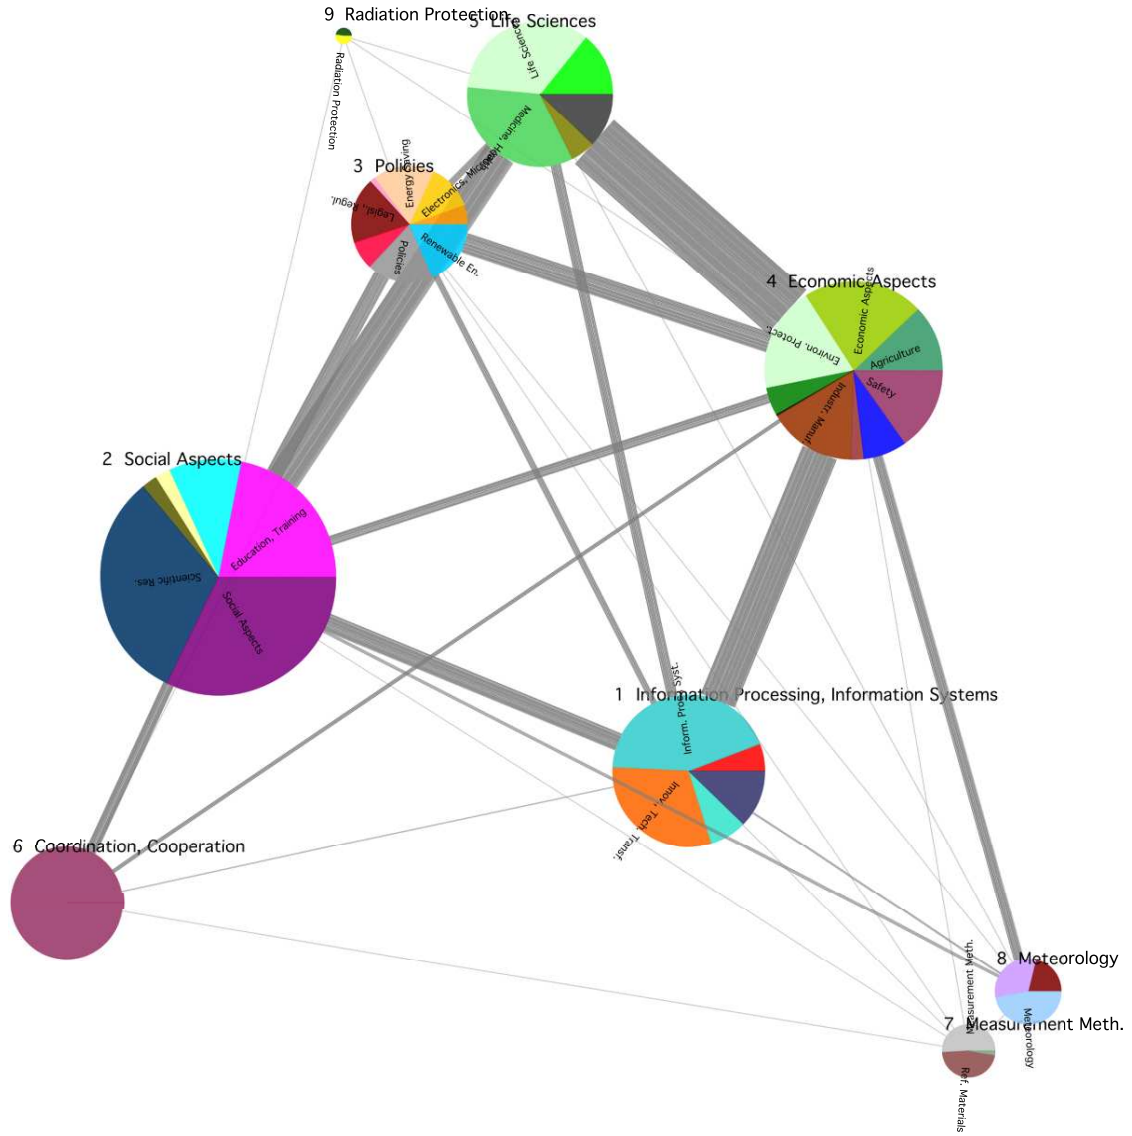 9 Radiation Protection
5 Life Sciences
Life Sciences
Radiation Protection
Medicine, Health
3 Policies
Energy Saving
Electronics, Microel.
Legisl., Regul.
Renewable En.
Policies
4 Economic Aspects
Economic Aspects
Environ. Protect.
Agriculture
Safety
Industr. Manuf.
2 Social Aspects
Education, Training
Scientific Res.
Social Aspects
1 Information Processing, Information Systems
Inform. Proc., Syst.
Innov., Tech. Transf.
6 Coordination, Cooperation
8 Meteorology
Measurement Meth.
7 Measurement Meth.
Meteorology
Ref. Materials